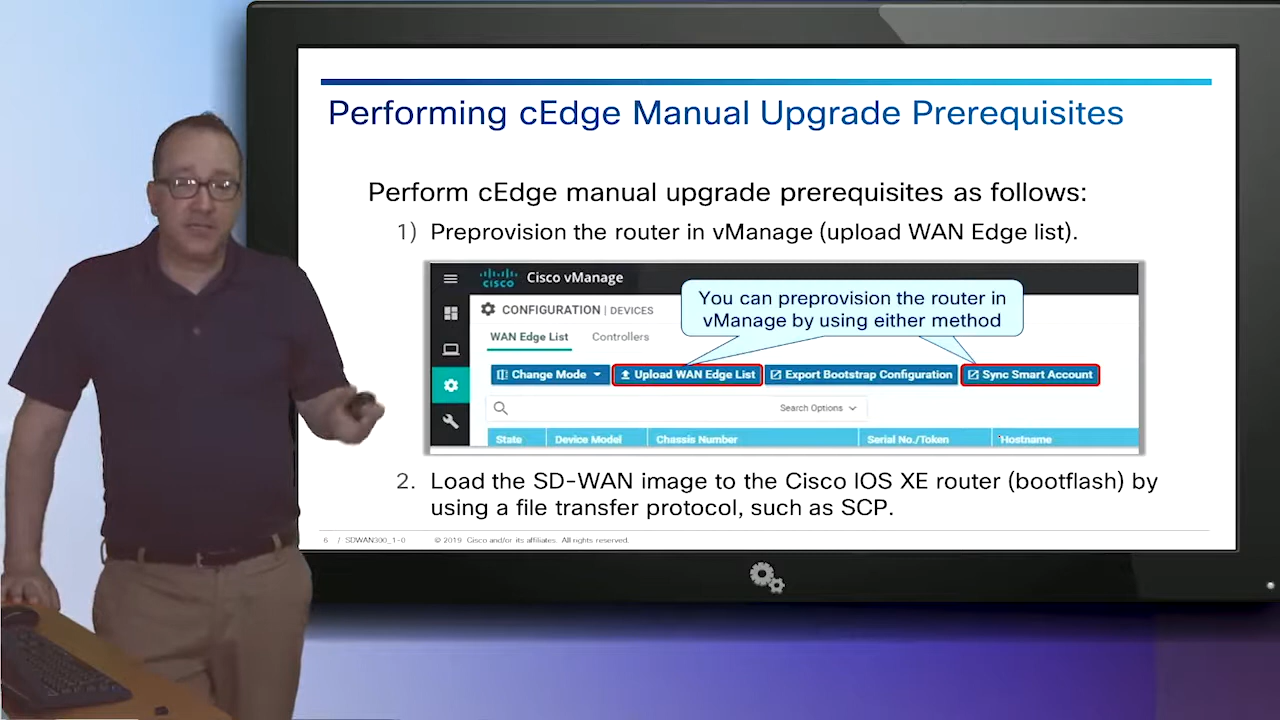 Performing cEdge Manual Upgrade Prerequisites
Perform cEdge manual upgrade prerequisites as follows:
1) Preprovision the router in vManage (upload WAN Edge list).
CISCO
Cisco vManage
You can preprovision the router in
vManage by using either method
CONFIGURATION | DEVICES
WAN Edge List Controllers
Change Mode Upload WAN Edge List Export Bootstrap Configuration Sync Smart Account
Search Options
State Device Model Chassis Number Serial No./Token Hostname
2. Load the SD-WAN image to the Cisco IOS XE router (bootflash) by
using a file transfer protocol, such as SCP.
6 / SDWAN300_1-0 © 2019 Cisco and/or its affiliates. All rights reserved.